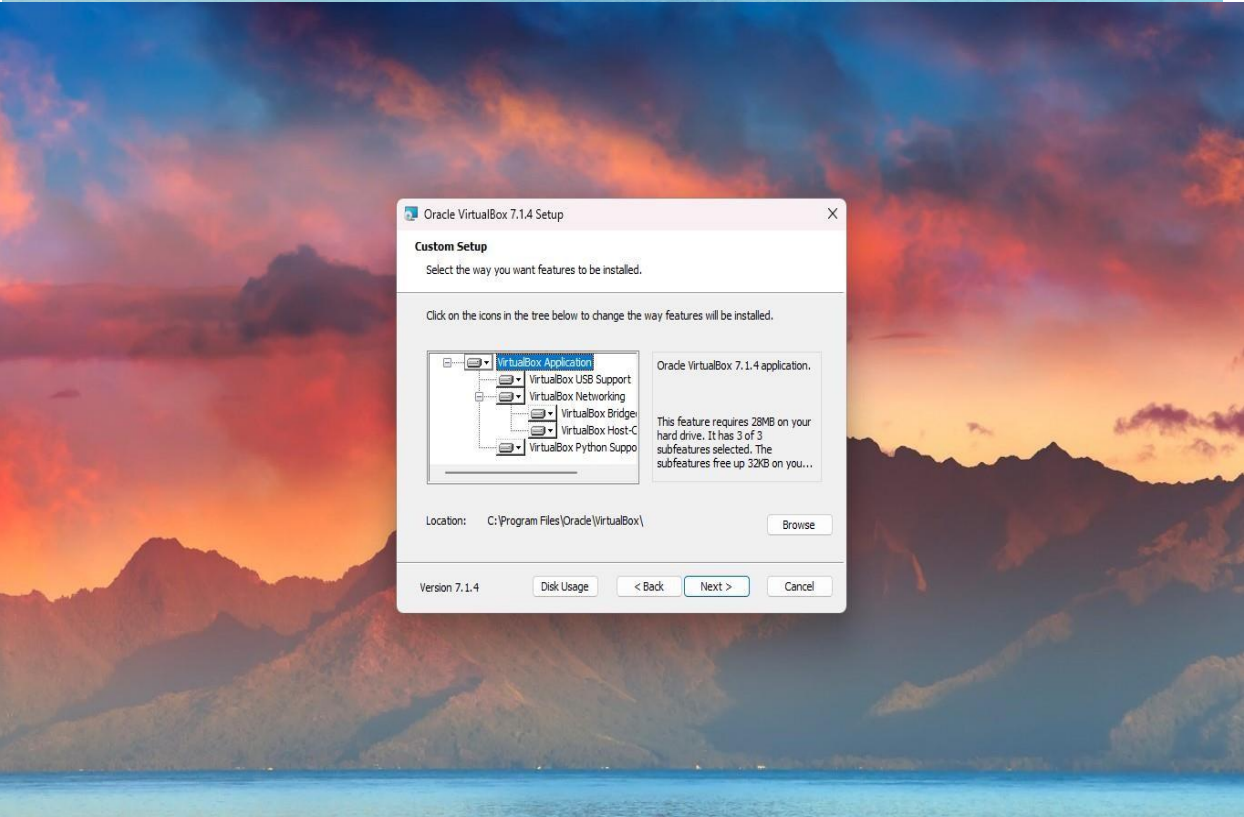 Oracle VirtualBox 7.1.4 Setup
Custom Setup
Select the way you want features to be installed.
Click on the icons in the tree below to change the way features will be installed.
VirtualBox Application
VirtualBox USB Support
VirtualBox Networking
VirtualBox Bridge
VirtualBox Host-C
VirtualBox Python Suppo
Oracle VirtualBox 7.1.4 application.
This feature requires 28MB on your
hard drive. It has 3 of 3
subfeatures selected. The
subfeatures free up 32KB on you...
Location: C:\Program Files\Oracle\VirtualBox\
Browse
Version 7.1.4
Disk Usage
< Back
Next >
Cancel